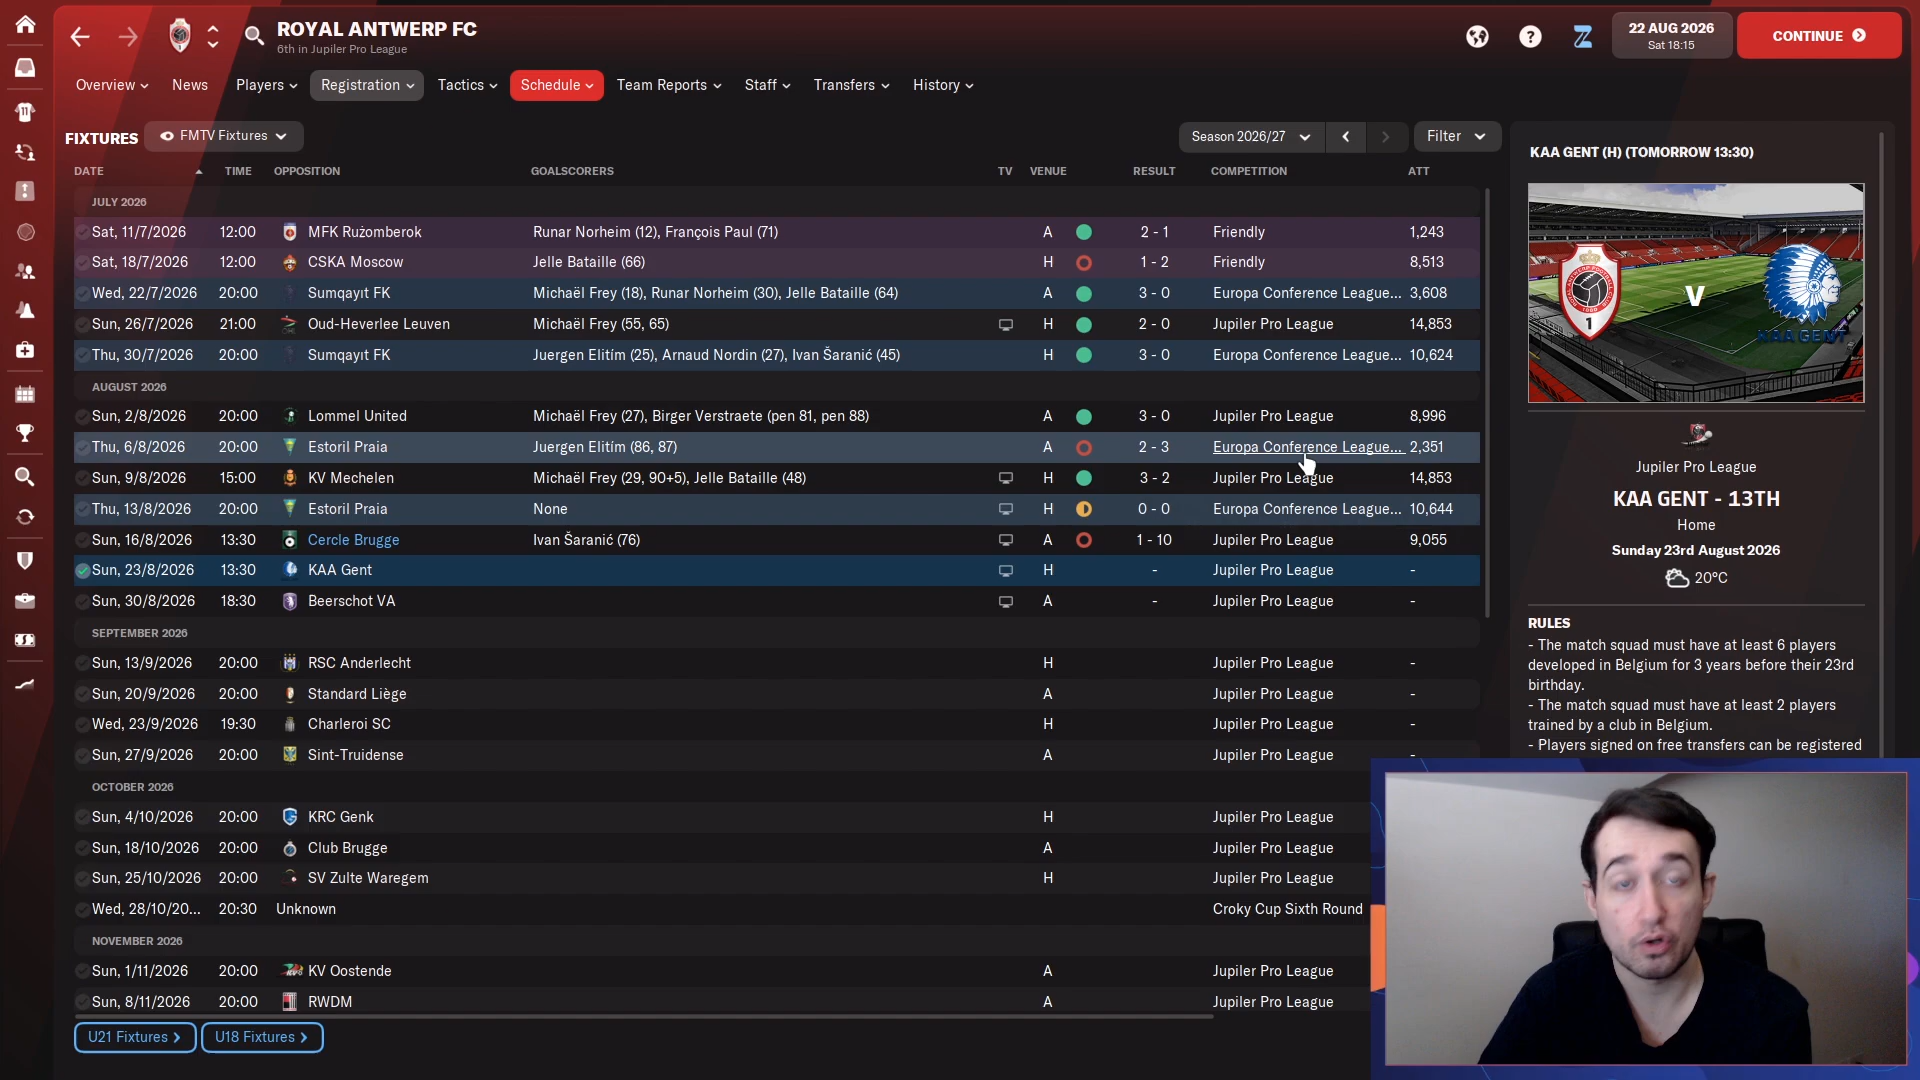 ROYAL ANTWERP FC
6th in Jupiler Pro League
22 AUG 2026
Sat 18:15
CONTINUE
Overview News Players Registration Tactics Schedule Team Reports Staff Transfers History
FIXTURES FMTV Fixtures Season 2026/27 Filter
DATE TIME OPPOSITION GOALSCORERS TV VENUE RESULT COMPETITION ATT
JULY 2026
Sat, 11/7/2026 12:00 MFK Ružomberok Runar Norheim (12), François Paul (71) A 2 - 1 Friendly 1,243
Sat, 18/7/2026 12:00 CSKA Moscow Jelle Bataille (66) H 1 - 2 Friendly 8,513
Wed, 22/7/2026 20:00 Sumqayıt FK Michaël Frey (18), Runar Norheim (30), Jelle Bataille (64) A 3 - 0 Europa Conference League... 3,608
Sun, 26/7/2026 21:00 Oud-Heverlee Leuven Michaël Frey (55, 65) H 2 - 0 Jupiler Pro League 14,853
Thu, 30/7/2026 20:00 Sumqayıt FK Juergen Elitím (25), Arnaud Nordin (27), Ivan Šaranić (45) H 3 - 0 Europa Conference League... 10,624
AUGUST 2026
Sun, 2/8/2026 20:00 Lommel United Michaël Frey (27), Birger Verstraete (pen 81, pen 88) A 3 - 0 Jupiler Pro League 8,996
Thu, 6/8/2026 20:00 Estoril Praia Juergen Elitím (86, 87) A 2 - 3 Europa Conference League... 2,351
Sun, 9/8/2026 15:00 KV Mechelen Michaël Frey (29, 90+5), Jelle Bataille (48) H 3 - 2 Jupiler Pro League 14,853
Thu, 13/8/2026 20:00 Estoril Praia None H 0 - 0 Europa Conference League... 10,644
Sun, 16/8/2026 13:30 Cercle Brugge Ivan Šaranić (76) A 1 - 10 Jupiler Pro League 9,055
Sun, 23/8/2026 13:30 KAA Gent H - Jupiler Pro League -
Sun, 30/8/2026 18:30 Beerschot VA A - Jupiler Pro League -
SEPTEMBER 2026
Sun, 13/9/2026 20:00 RSC Anderlecht H Jupiler Pro League -
Sun, 20/9/2026 20:00 Standard Liège A Jupiler Pro League -
Wed, 23/9/2026 19:30 Charleroi SC H Jupiler Pro League -
Sun, 27/9/2026 20:00 Sint-Truidense A Jupiler Pro League -
OCTOBER 2026
Sun, 4/10/2026 20:00 KRC Genk H Jupiler Pro League
Sun, 18/10/2026 20:00 Club Brugge A Jupiler Pro League
Sun, 25/10/2026 20:00 SV Zulte Waregem H Jupiler Pro League
Wed, 28/10/20... 20:30 Unknown Croky Cup Sixth Round
NOVEMBER 2026
Sun, 1/11/2026 20:00 KV Oostende A Jupiler Pro League
Sun, 8/11/2026 20:00 RWDM A Jupiler Pro League
U21 Fixtures U18 Fixtures
KAA GENT (H) (TOMORROW 13:30)
V
KAA GENT
1
Jupiler Pro League
KAA GENT - 13TH
Home
Sunday 23rd August 2026
20°C
RULES
- The match squad must have at least 6 players
developed in Belgium for 3 years before their 23rd
birthday.
- The match squad must have at least 2 players
trained by a club in Belgium.
- Players signed on free transfers can be registered